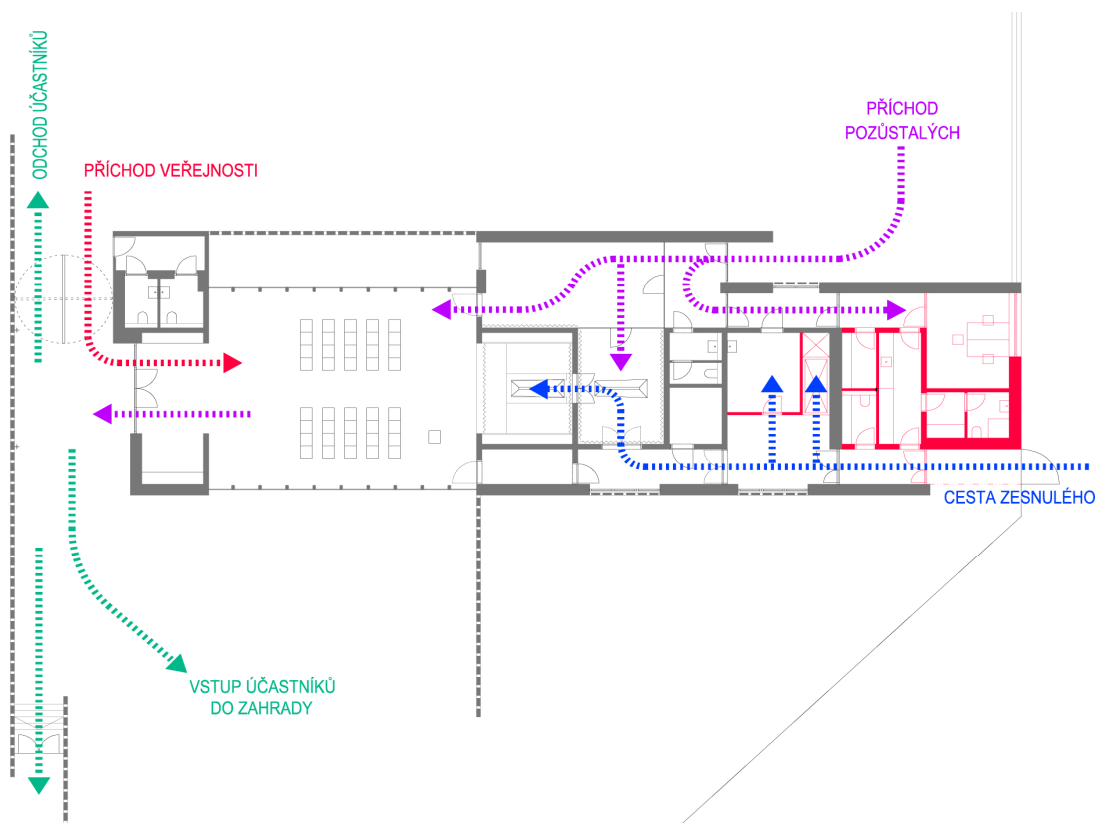 ODCHOD ÚČASTNÍKŮ
PŘÍCHOD VEŘEJNOSTI
PŘÍCHOD
POZŮSTALÝCH
CESTA ZESNULÉHO
VSTUP ÚČASTNÍKŮ
DO ZAHRADY